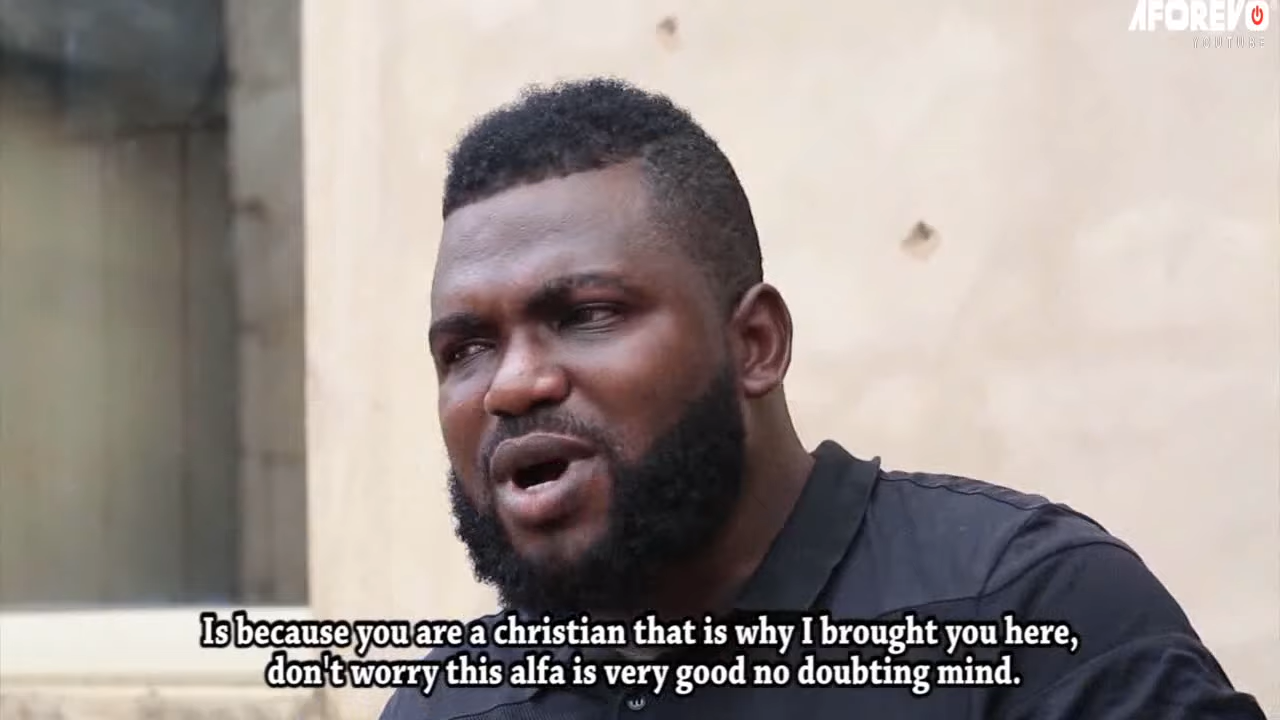 AFOREVO
YOUTUBE
Is because you are a christian that is why I brought you here,
don't worry this alfa is very good no doubting mind.